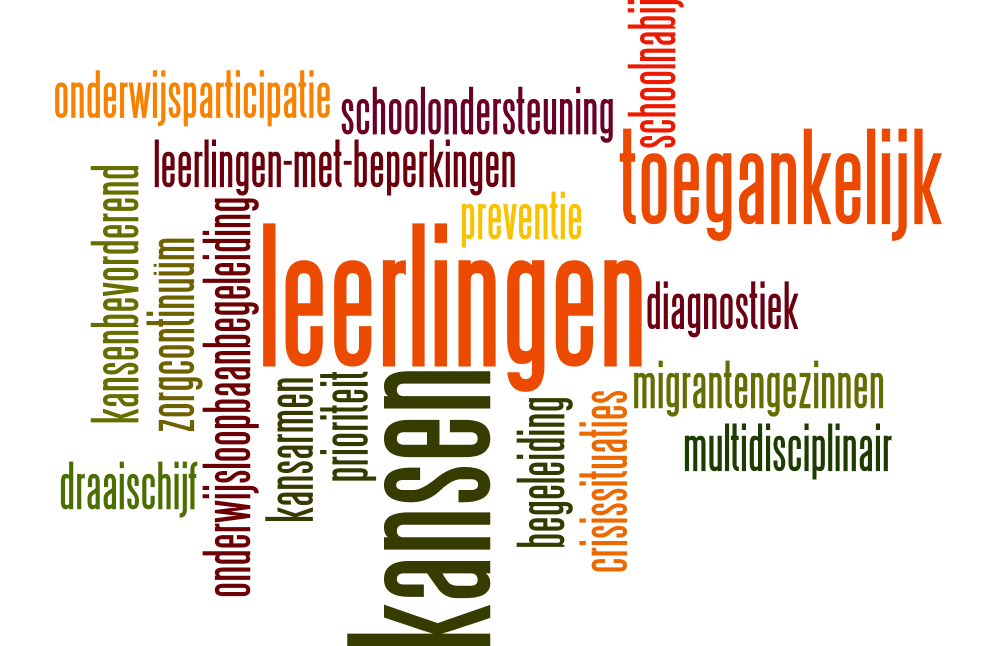 schoolnabij
onderwijsparticipatie
schoolondersteuning
toegankelijk
leerlingen-met-beperkingen
kansenbevorderend
zorgcontinuüm
onderwijsloopbaanbegeleiding
preventie
leerlingen
diagnostiek
kansarmen
prioriteit
kansen
begeleiding
crisissituaties
migrantengezinnen
multidisciplinair
draaischijf